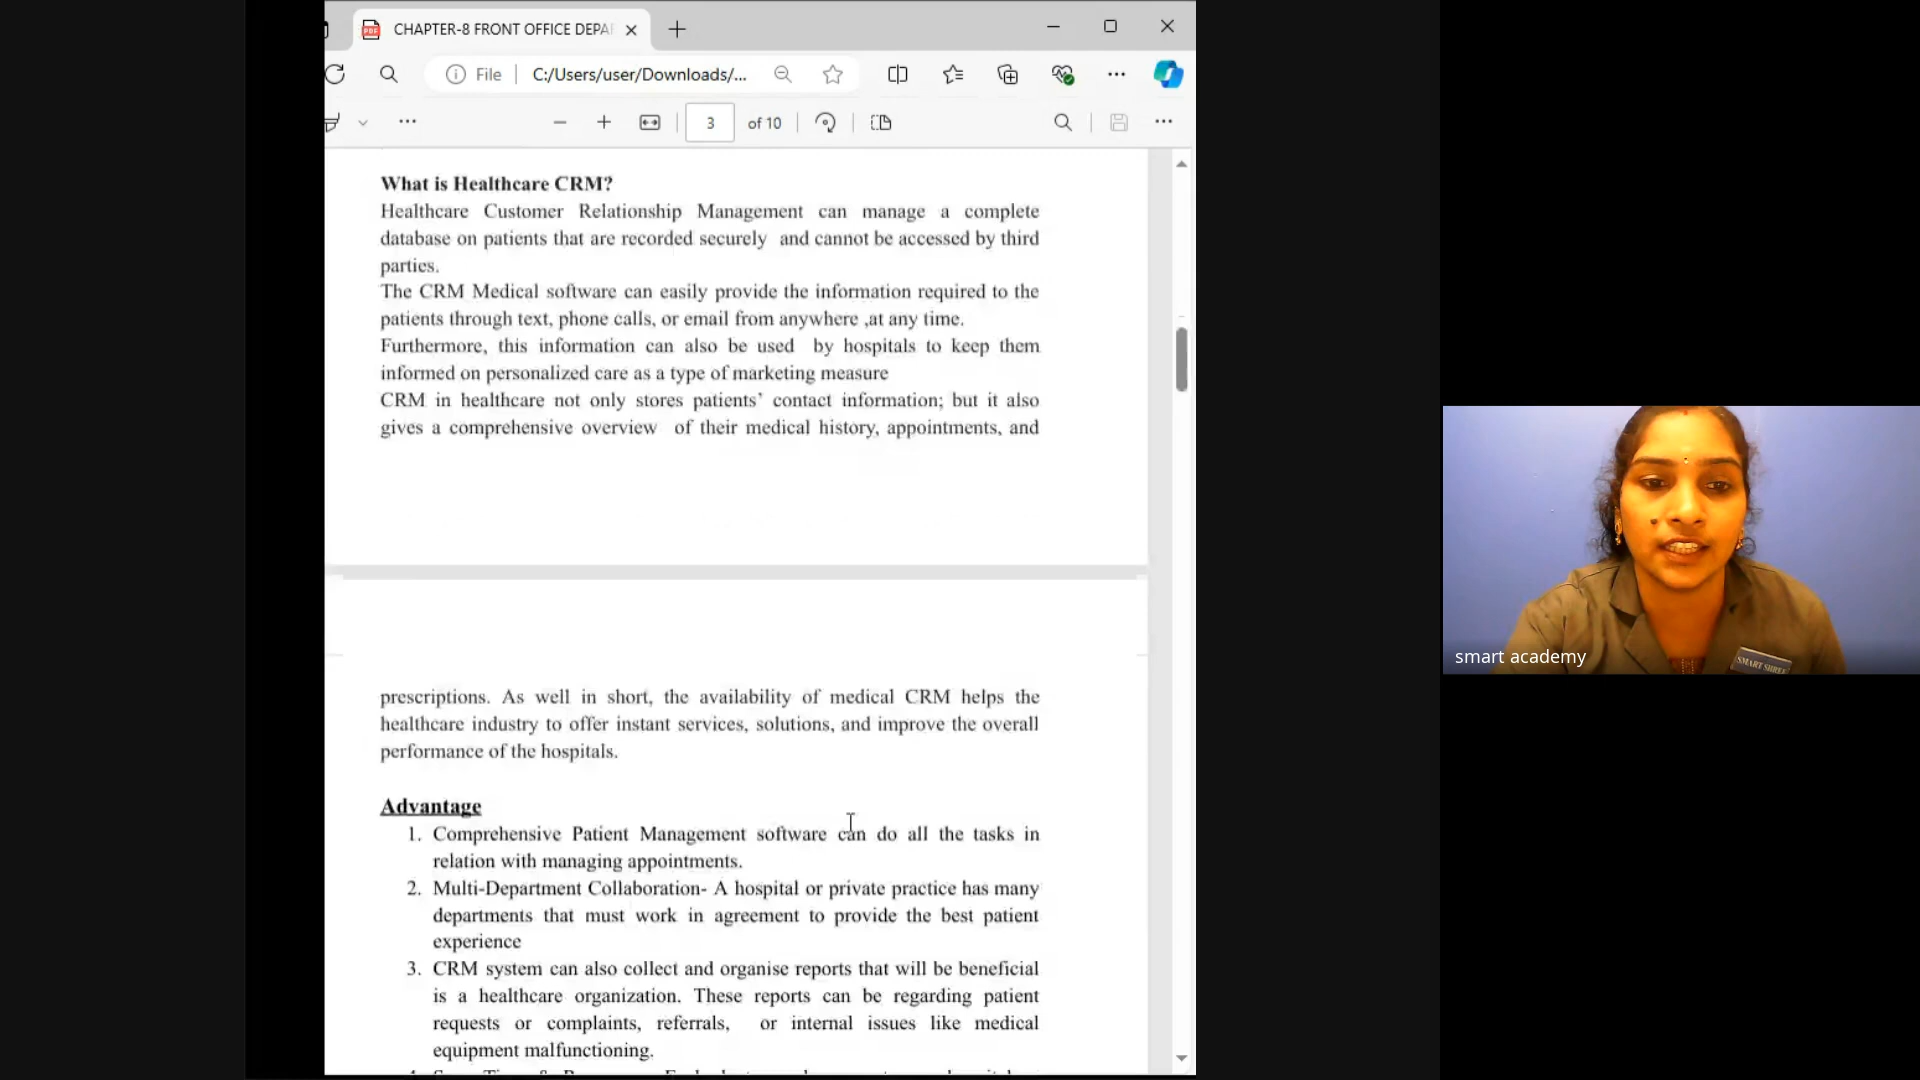 CHAPTER-8 FRONT OFFICE DEPA
File
C:/Users/user/Downloads/...
3 of 10
What is Healthcare CRM?
Healthcare Customer Relationship Management can manage a complete
database on patients that are recorded securely and cannot be accessed by third
parties.
The CRM Medical software can easily provide the information required to the
patients through text, phone calls, or email from anywhere ,at any time.
Furthermore, this information can also be used by hospitals to keep them
informed on personalized care as a type of marketing measure
CRM in healthcare not only stores patients’ contact information; but it also
gives a comprehensive overview of their medical history, appointments, and
prescriptions. As well in short, the availability of medical CRM helps the
healthcare industry to offer instant services, solutions, and improve the overall
performance of the hospitals.
Advantage
1. Comprehensive Patient Management software can do all the tasks in
relation with managing appointments.
2. Multi-Department Collaboration- A hospital or private practice has many
departments that must work in agreement to provide the best patient
experience
3. CRM system can also collect and organise reports that will be beneficial
is a healthcare organization. These reports can be regarding patient
requests or complaints, referrals, or internal issues like medical
equipment malfunctioning.
smart academy
SMART SHREE